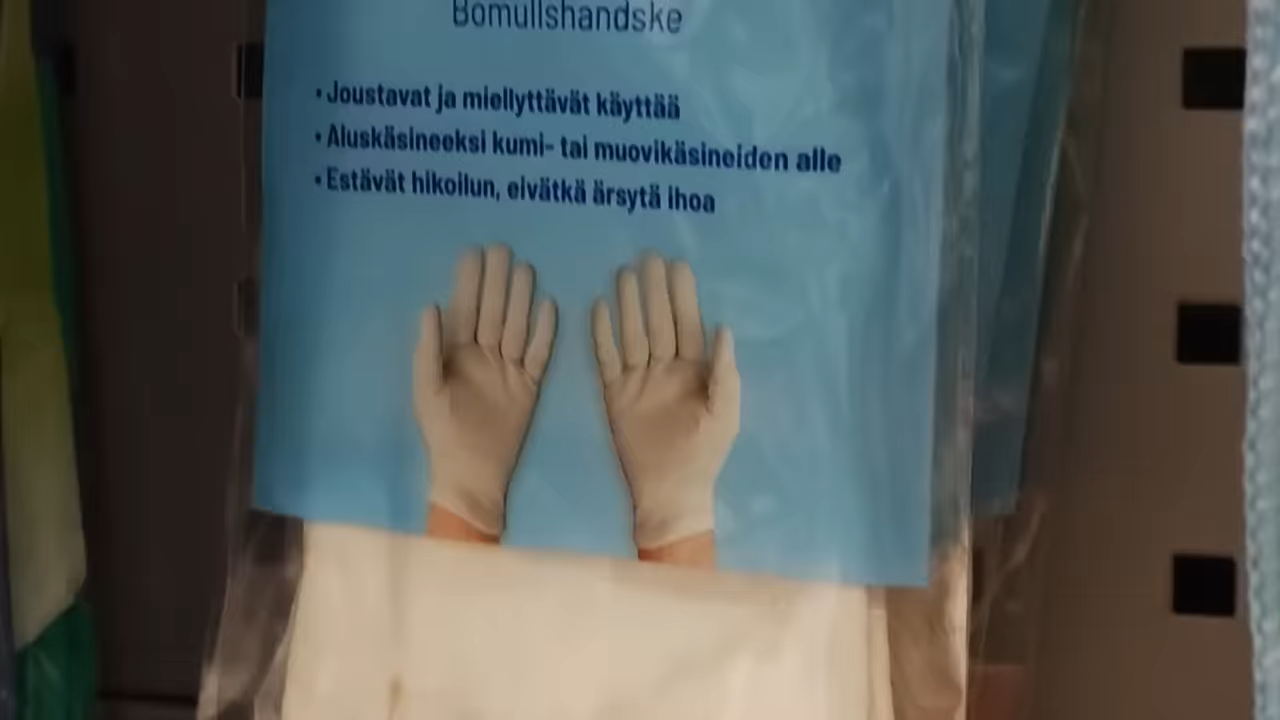 Bomullshandske
• Joustavat ja miellyttävät käyttää
• Aluskäsineeksi kumi- tai muovikäsineiden alle
• Estävät hikoilun, eivätkä ärsytä ihoa